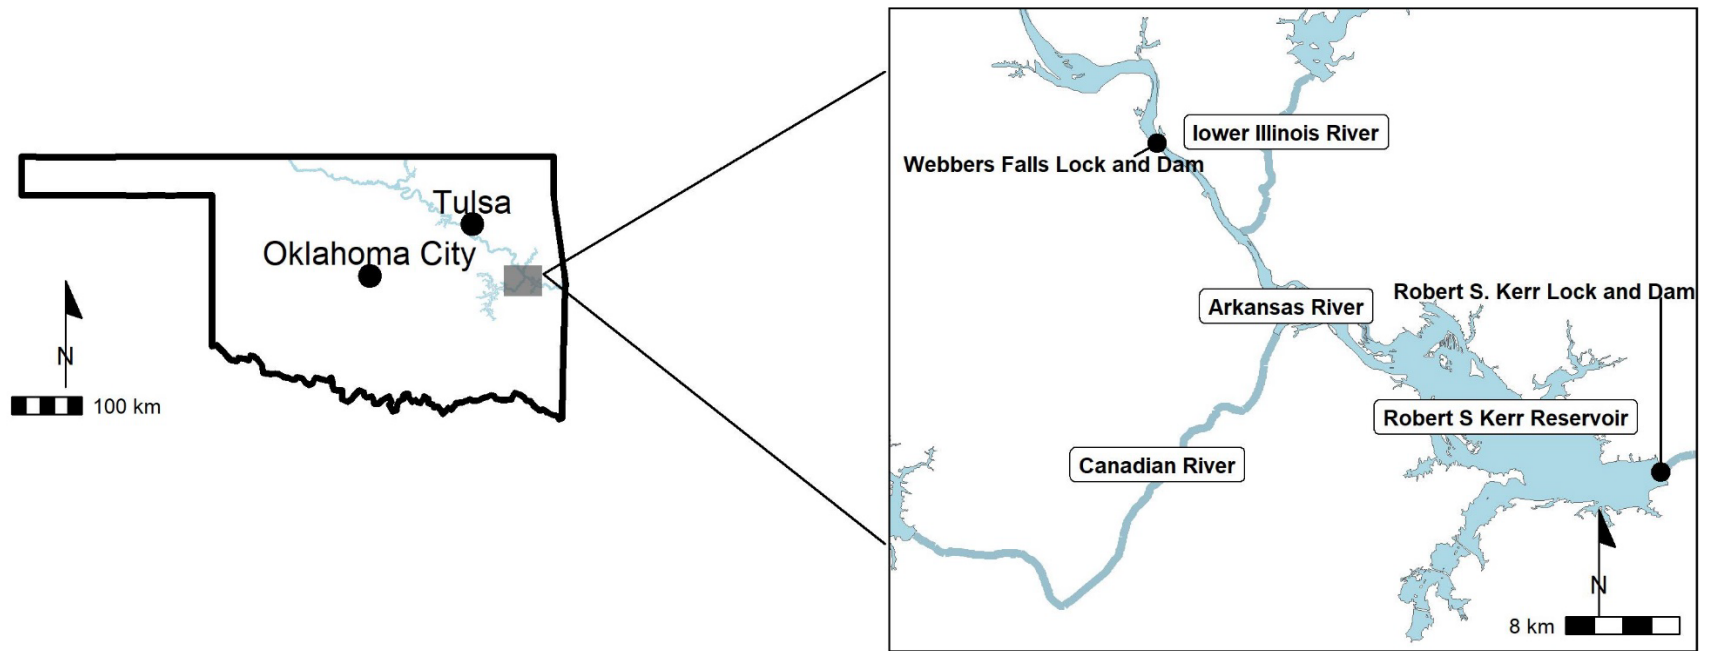 Tulsa
Oklahoma City
N
100 km
lower Illinois River
Webbers Falls Lock and Dam
Robert S. Kerr Lock and Dam
Arkansas River
Robert S Kerr Reservoir
Canadian River
N
8 km